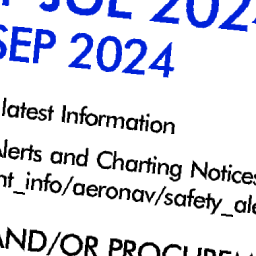 JUL 2024
SEP 2024
latest Information
Alerts and Charting Notices
nt_info/aeronav/safety_ale
AND/OR PROCUREM